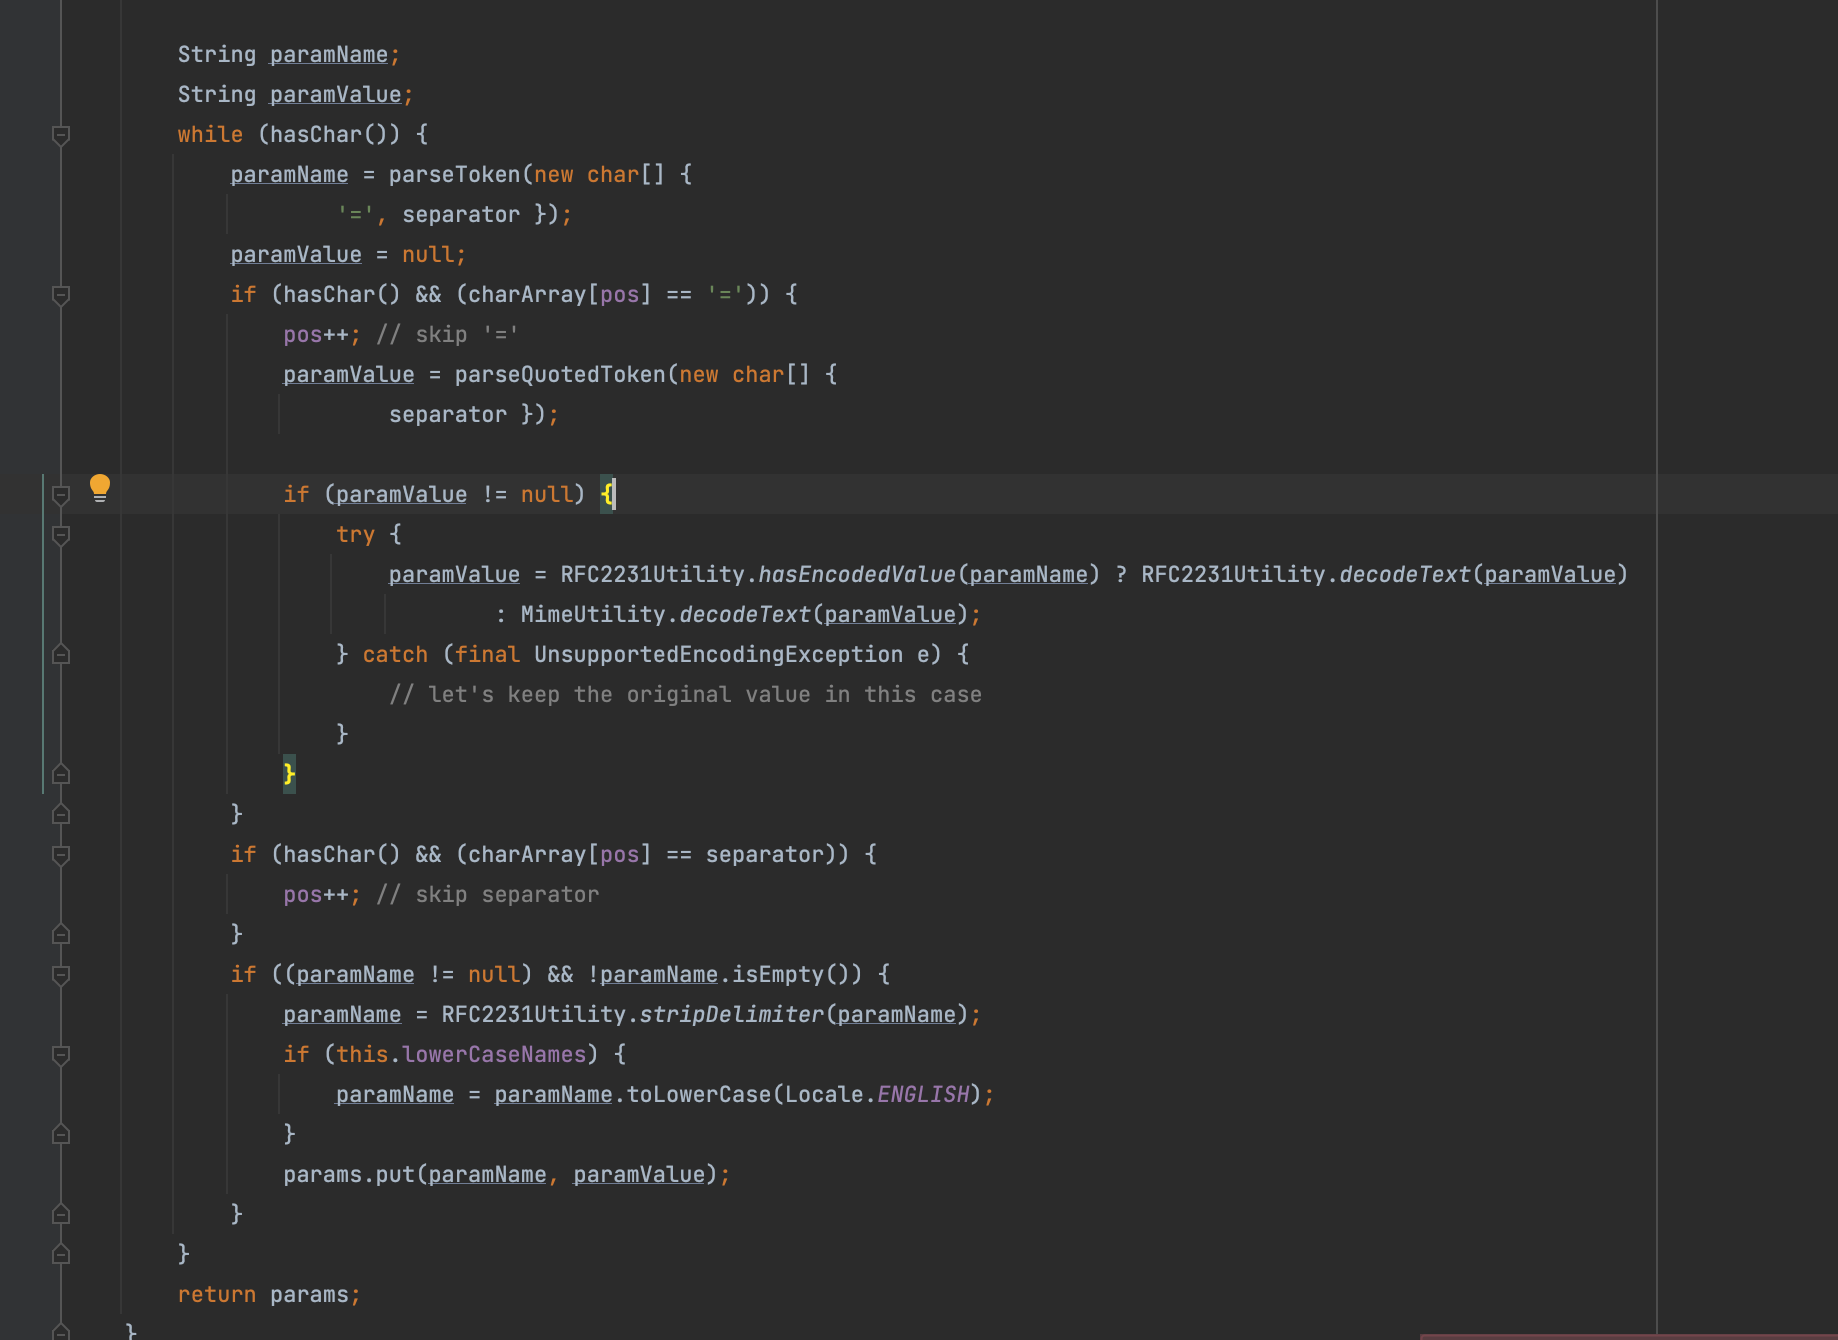 String paramName;
String paramValue;
while (hasChar()) {
paramName = parseToken(new char[] {
'=', separator });
paramValue = null;
if (hasChar() && (charArray[pos] == '=')) {
pos++; // skip '='
paramValue = parseQuotedToken(new char[] {
separator });
if (paramValue != null) {
try {
paramValue = RFC2231Utility.hasEncodedValue(paramName) ? RFC2231Utility.decodeText(paramValue)
: MimeUtility.decodeText(paramValue);
} catch (final UnsupportedEncodingException e) {
// let's keep the original value in this case
}
}
}
if (hasChar() && (charArray[pos] == separator)) {
pos++; // skip separator
}
if ((paramName != null) && !paramName.isEmpty()) {
paramName = RFC2231Utility.stripDelimiter(paramName);
if (this.lowerCaseNames) {
paramName = paramName.toLowerCase(Locale.ENGLISH);
}
params.put(paramName, paramValue);
}
}
return params;
}